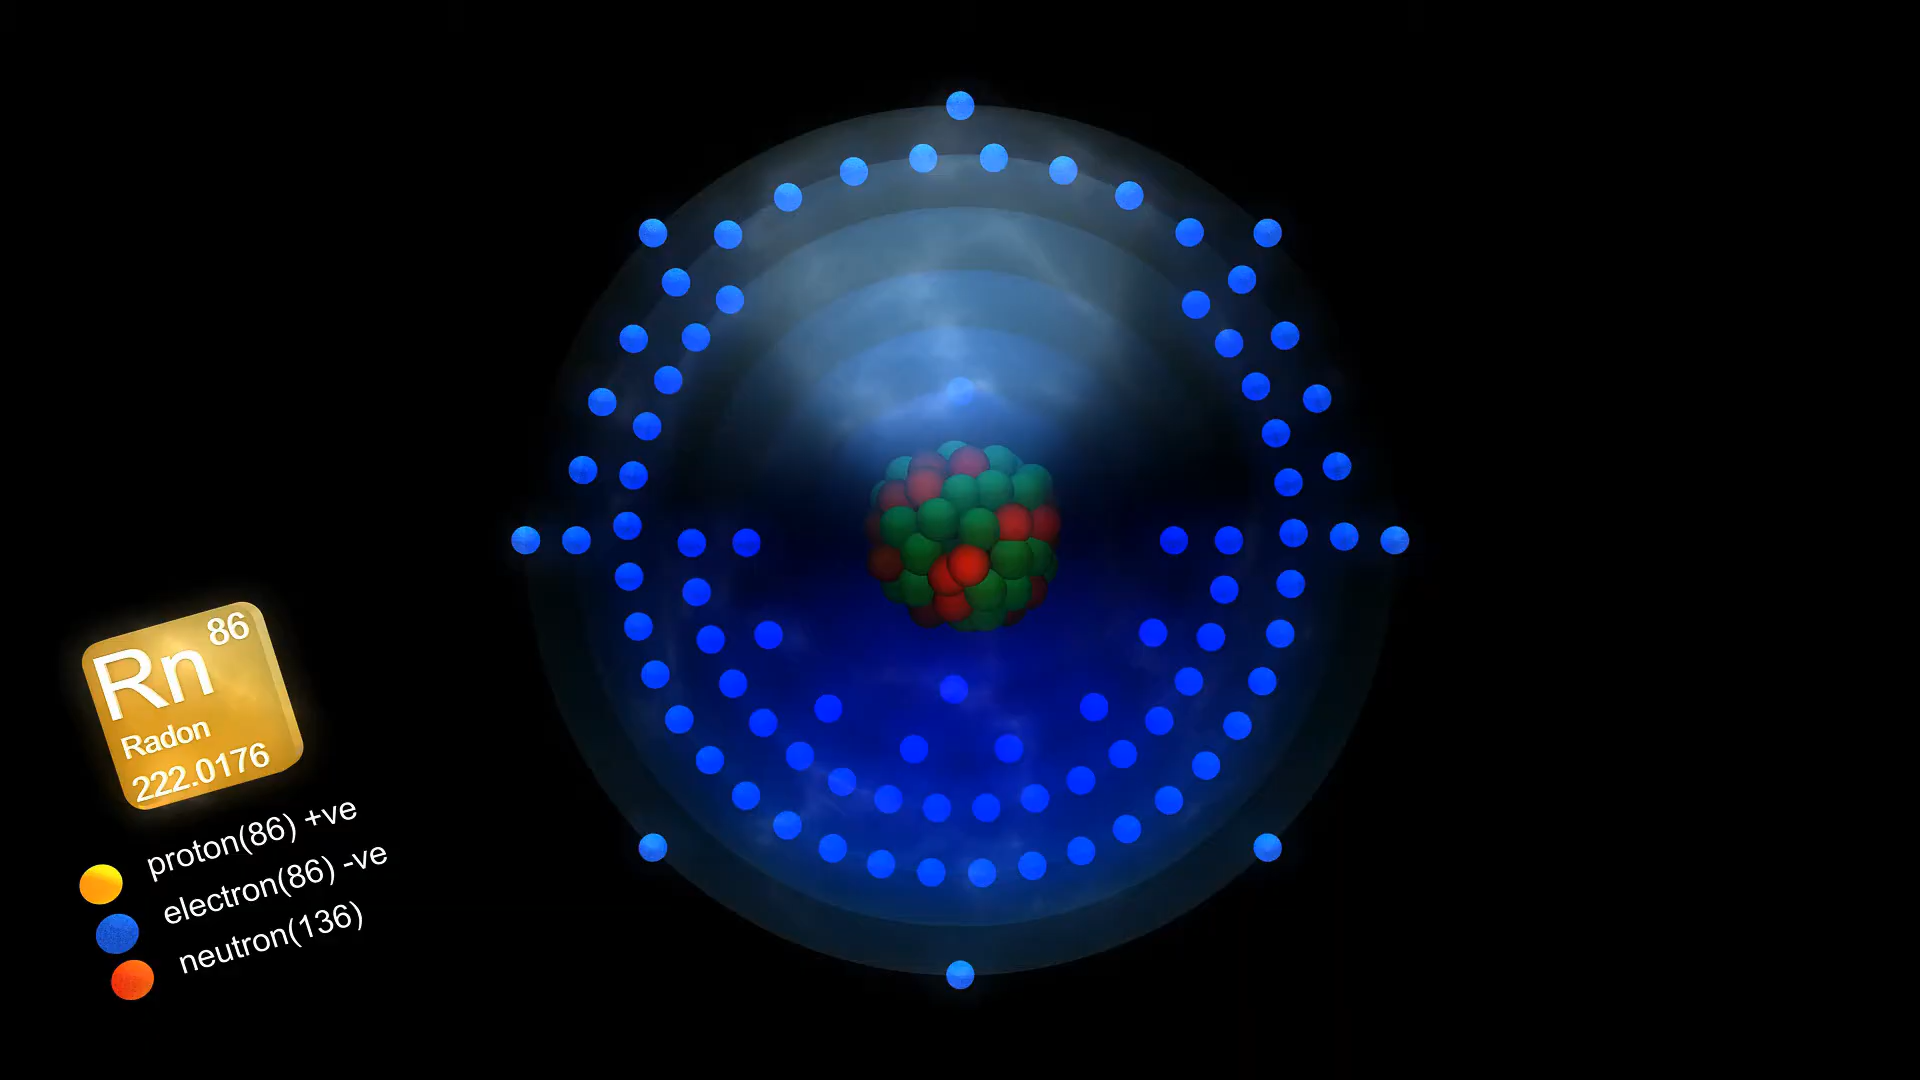 86
Rn
Radon
222.0176
proton(86) +ve
electron(86) -ve
neutron(136)